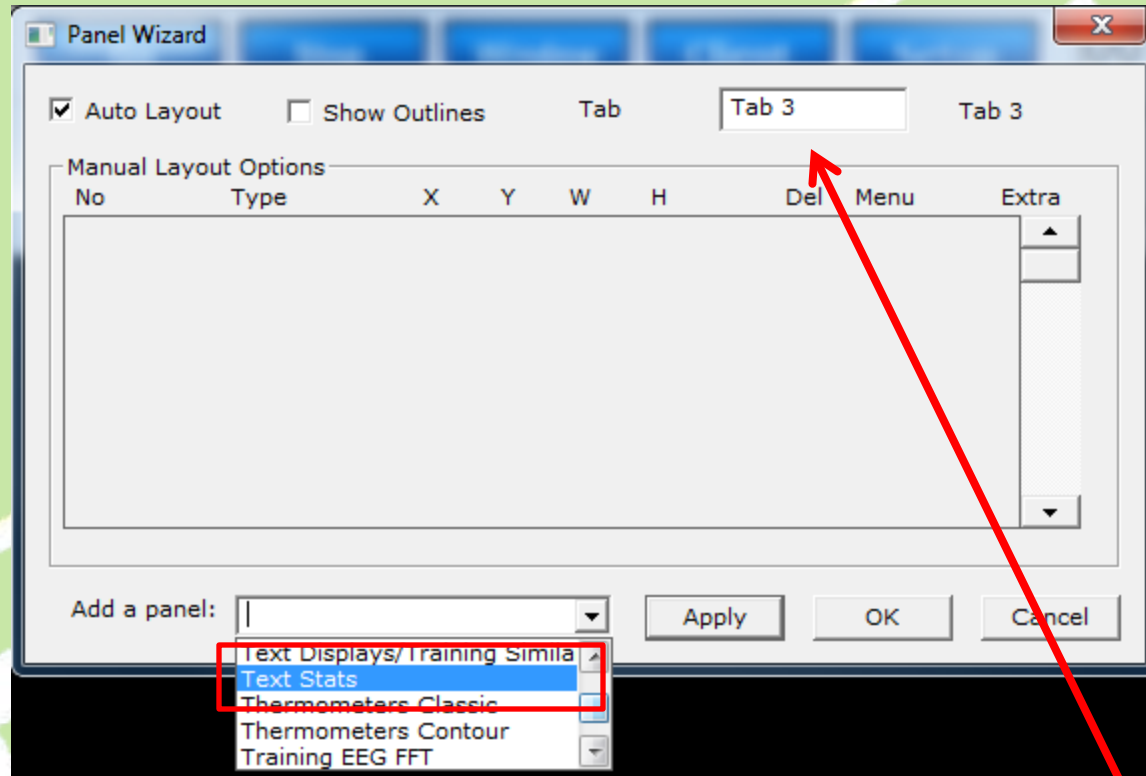 Panel Wizard
Auto Layout Show Outlines Tab Tab 3 Tab 3
Manual Layout Options
No Type X Y W H Del Menu Extra
Add a panel: Apply OK Cancel
Text Displays/Training Simila
Text Stats
Thermometers Classic
Thermometers Contour
Training EEG FFT